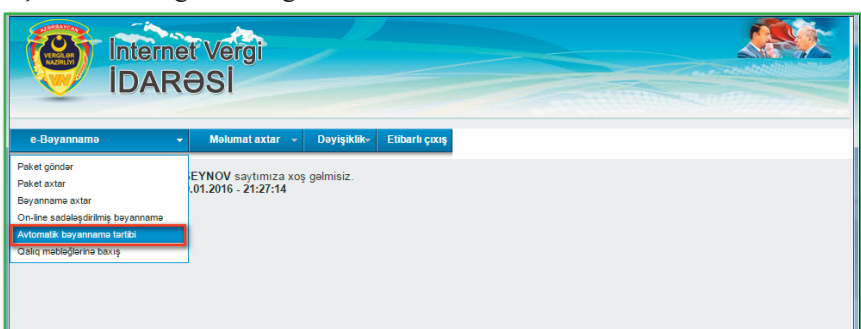 AZƏRBAYCAN
VERGİLƏR
NAZİRLİYİ
VN
İnternet Vergi
İDARƏSİ
e-Bəyannamə Məlumat axtar Dəyişiklik Etibarlı çıxış
Paket göndər
Paket axtar
Bəyannamə axtar
On-line sadələşdirilmiş bəyannamə
Avtomatik bəyannamə tərtibi
Qalıq məbləğlərinə baxış
EYNOV saytımıza xoş gəlmisiz.
.01.2016 - 21:27:14